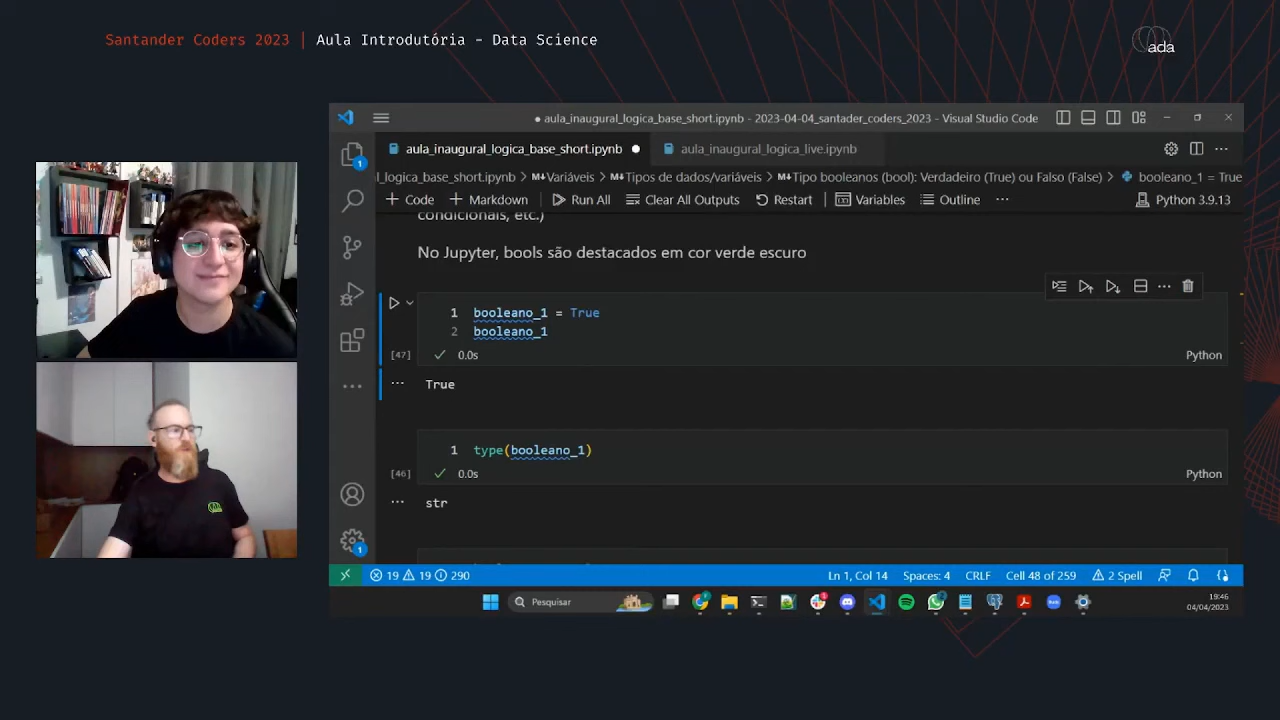 Santander Coders 2023 | Aula Introdutória - Data Science
ada
● aula_inaugural_logica_base_short.ipynb - 2023-04-04_santader_coders_2023 - Visual Studio Code
aula_inaugural_logica_base_short.ipynb ● aula_inaugural_logica_live.ipynb
l_logica_base_short.ipynb > M↓Variáveis > M↓Tipos de dados/variáveis > M↓Tipo booleanos (bool): Verdadeiro (True) ou Falso (False) > booleano_1 = True
+ Code + Markdown Run All Clear All Outputs Restart Variables Outline ··· Python 3.9.13
condicionais, etc.)
No Jupyter, bools são destacados em cor verde escuro
1 booleano_1 = True
2 booleano_1
[47] ✓ 0.0s Python
··· True
1 type(booleano_1)
[46] ✓ 0.0s Python
··· str
1
1
19 19 290 Ln 1, Col 14 Spaces: 4 CRLF Cell 48 of 259 2 Spell
Pesquisar
19:46
04/04/2023